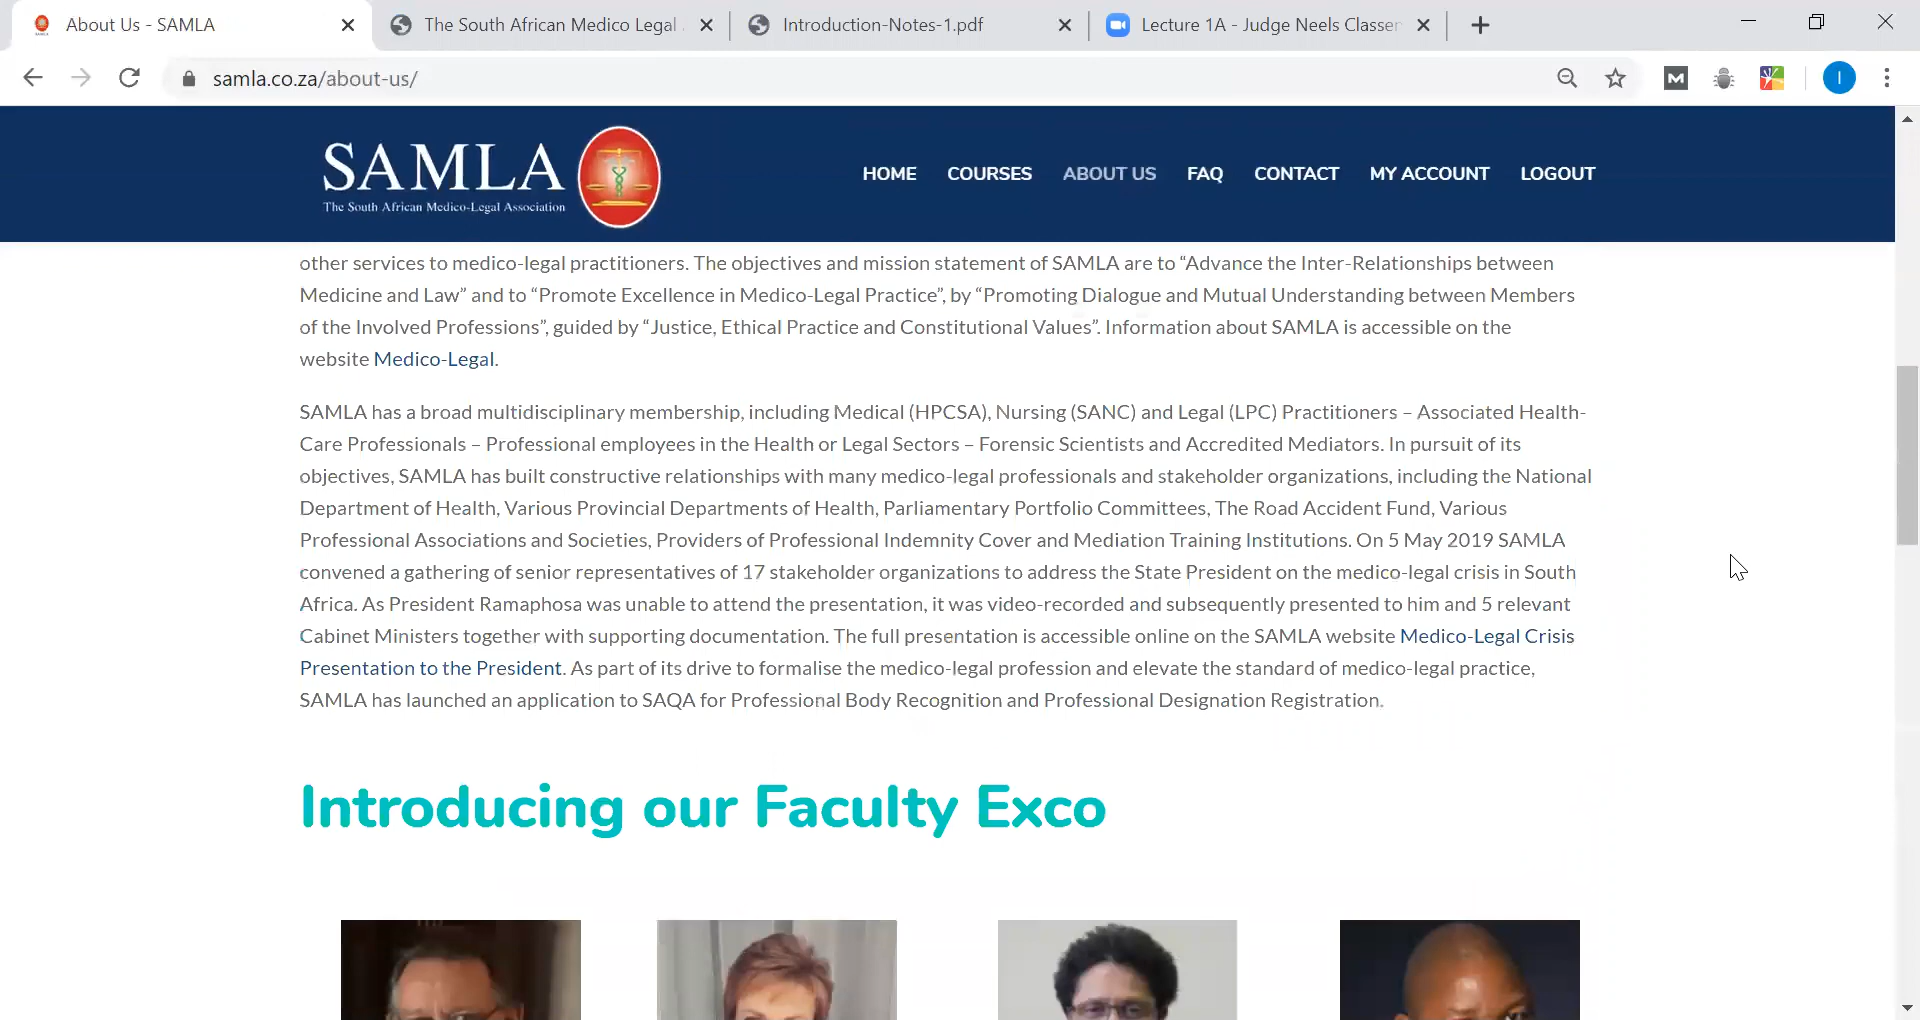 About Us - SAMLA
The South African Medico Legal
Introduction-Notes-1.pdf
Lecture 1A - Judge Neels Classen
samla.co.za/about-us/
SAMLA
The South African Medico-Legal Association
HOME
COURSES
ABOUT US
FAQ
CONTACT
MY ACCOUNT
LOGOUT
other services to medico-legal practitioners. The objectives and mission statement of SAMLA are to “Advance the Inter-Relationships between
Medicine and Law” and to “Promote Excellence in Medico-Legal Practice”, by “Promoting Dialogue and Mutual Understanding between Members
of the Involved Professions”, guided by “Justice, Ethical Practice and Constitutional Values”. Information about SAMLA is accessible on the
website Medico-Legal.
SAMLA has a broad multidisciplinary membership, including Medical (HPCSA), Nursing (SANC) and Legal (LPC) Practitioners – Associated Health-
Care Professionals – Professional employees in the Health or Legal Sectors – Forensic Scientists and Accredited Mediators. In pursuit of its
objectives, SAMLA has built constructive relationships with many medico-legal professionals and stakeholder organizations, including the National
Department of Health, Various Provincial Departments of Health, Parliamentary Portfolio Committees, The Road Accident Fund, Various
Professional Associations and Societies, Providers of Professional Indemnity Cover and Mediation Training Institutions. On 5 May 2019 SAMLA
convened a gathering of senior representatives of 17 stakeholder organizations to address the State President on the medico-legal crisis in South
Africa. As President Ramaphosa was unable to attend the presentation, it was video-recorded and subsequently presented to him and 5 relevant
Cabinet Ministers together with supporting documentation. The full presentation is accessible online on the SAMLA website Medico-Legal Crisis
Presentation to the President. As part of its drive to formalise the medico-legal profession and elevate the standard of medico-legal practice,
SAMLA has launched an application to SAQA for Professional Body Recognition and Professional Designation Registration.
Introducing our Faculty Exco